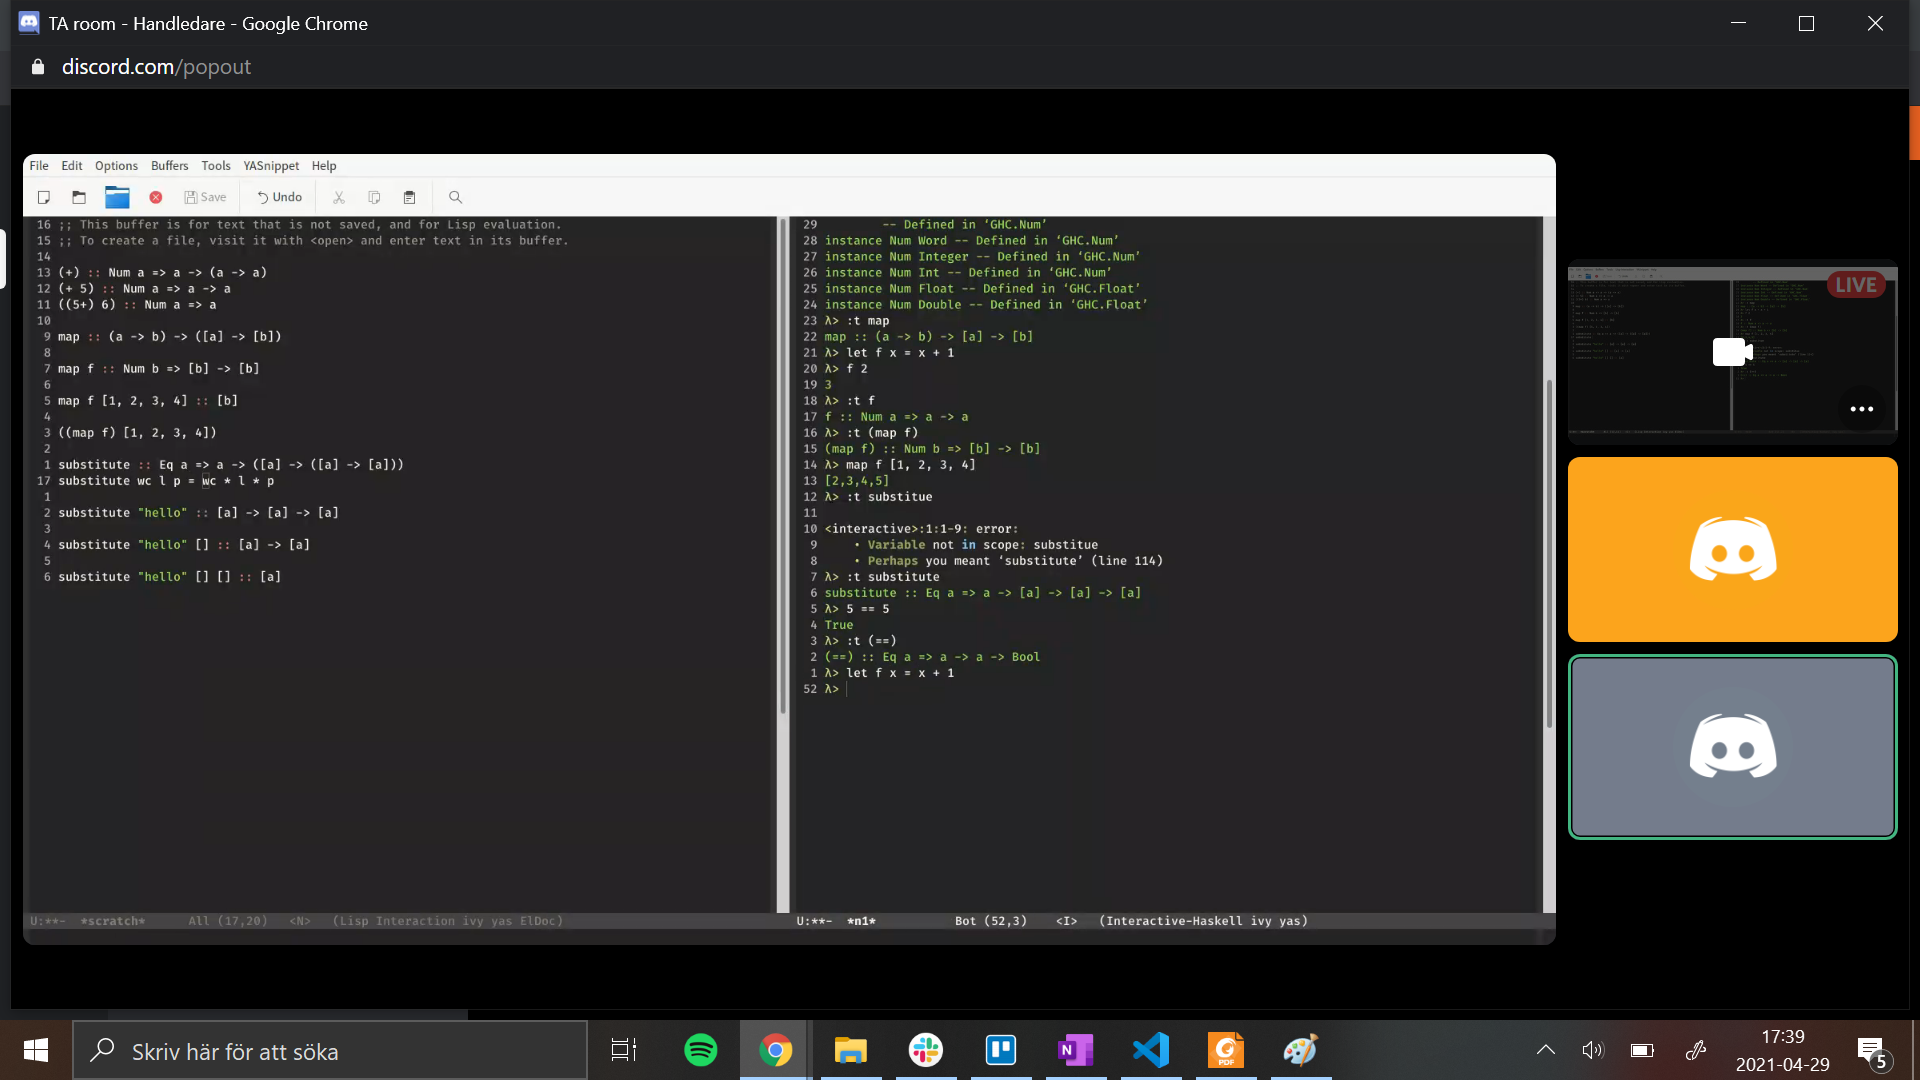 TA room - Handledare - Google Chrome
discord.com/popout
File Edit Options Buffers Tools YASnippet Help
Save Undo
16 ;; This buffer is for text that is not saved, and for Lisp evaluation.
15 ;; To create a file, visit it with <open> and enter text in its buffer.
14
13 (+) :: Num a => a -> (a -> a)
12 (+ 5) :: Num a => a -> a
11 ((5+) 6) :: Num a => a
10
9 map :: (a -> b) -> ([a] -> [b])
8
7 map f :: Num b => [b] -> [b]
6
5 map f [1, 2, 3, 4] :: [b]
4
3 ((map f) [1, 2, 3, 4])
2
1 substitute :: Eq a => a -> ([a] -> ([a] -> [a]))
17 substitute wc l p = wc * l * p
1
2 substitute "hello" :: [a] -> [a] -> [a]
3
4 substitute "hello" [] :: [a] -> [a]
5
6 substitute "hello" [] [] :: [a]
U:**- *scratch* All (17,20) <N> (Lisp Interaction ivy yas ElDoc)
29 -- Defined in ‘GHC.Num’
28 instance Num Word -- Defined in ‘GHC.Num’
27 instance Num Integer -- Defined in ‘GHC.Num’
26 instance Num Int -- Defined in ‘GHC.Num’
25 instance Num Float -- Defined in ‘GHC.Float’
24 instance Num Double -- Defined in ‘GHC.Float’
23 λ> :t map
22 map :: (a -> b) -> [a] -> [b]
21 λ> let f x = x + 1
20 λ> f 2
19 3
18 λ> :t f
17 f :: Num a => a -> a
16 λ> :t (map f)
15 (map f) :: Num b => [b] -> [b]
14 λ> map f [1, 2, 3, 4]
13 [2,3,4,5]
12 λ> :t substitue
11
10 <interactive>:1:1-9: error:
9 • Variable not in scope: substitue
8 • Perhaps you meant ‘substitute’ (line 114)
7 λ> :t substitute
6 substitute :: Eq a => a -> [a] -> [a] -> [a]
5 λ> 5 == 5
4 True
3 λ> :t (==)
2 (==) :: Eq a => a -> a -> Bool
1 λ> let f x = x + 1
52 λ>
U:**- *n1* Bot (52,3) <I> (Interactive-Haskell ivy yas)
LIVE
Skriv här för att söka
N
PDF
17:39
2021-04-29
5